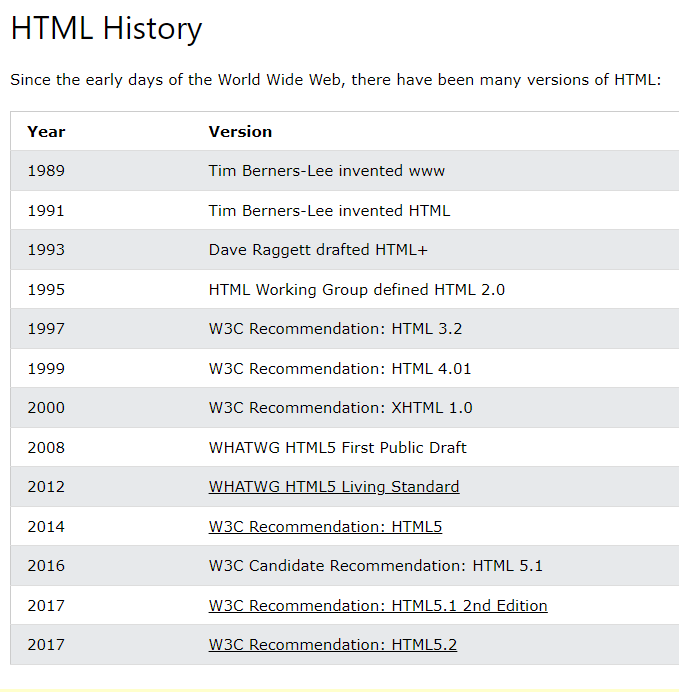 HTML History
Since the early days of the World Wide Web, there have been many versions of HTML:
Year Version
1989 Tim Berners-Lee invented www
1991 Tim Berners-Lee invented HTML
1993 Dave Raggett drafted HTML+
1995 HTML Working Group defined HTML 2.0
1997 W3C Recommendation: HTML 3.2
1999 W3C Recommendation: HTML 4.01
2000 W3C Recommendation: XHTML 1.0
2008 WHATWG HTML5 First Public Draft
2012 WHATWG HTML5 Living Standard
2014 W3C Recommendation: HTML5
2016 W3C Candidate Recommendation: HTML 5.1
2017 W3C Recommendation: HTML5.1 2nd Edition
2017 W3C Recommendation: HTML5.2